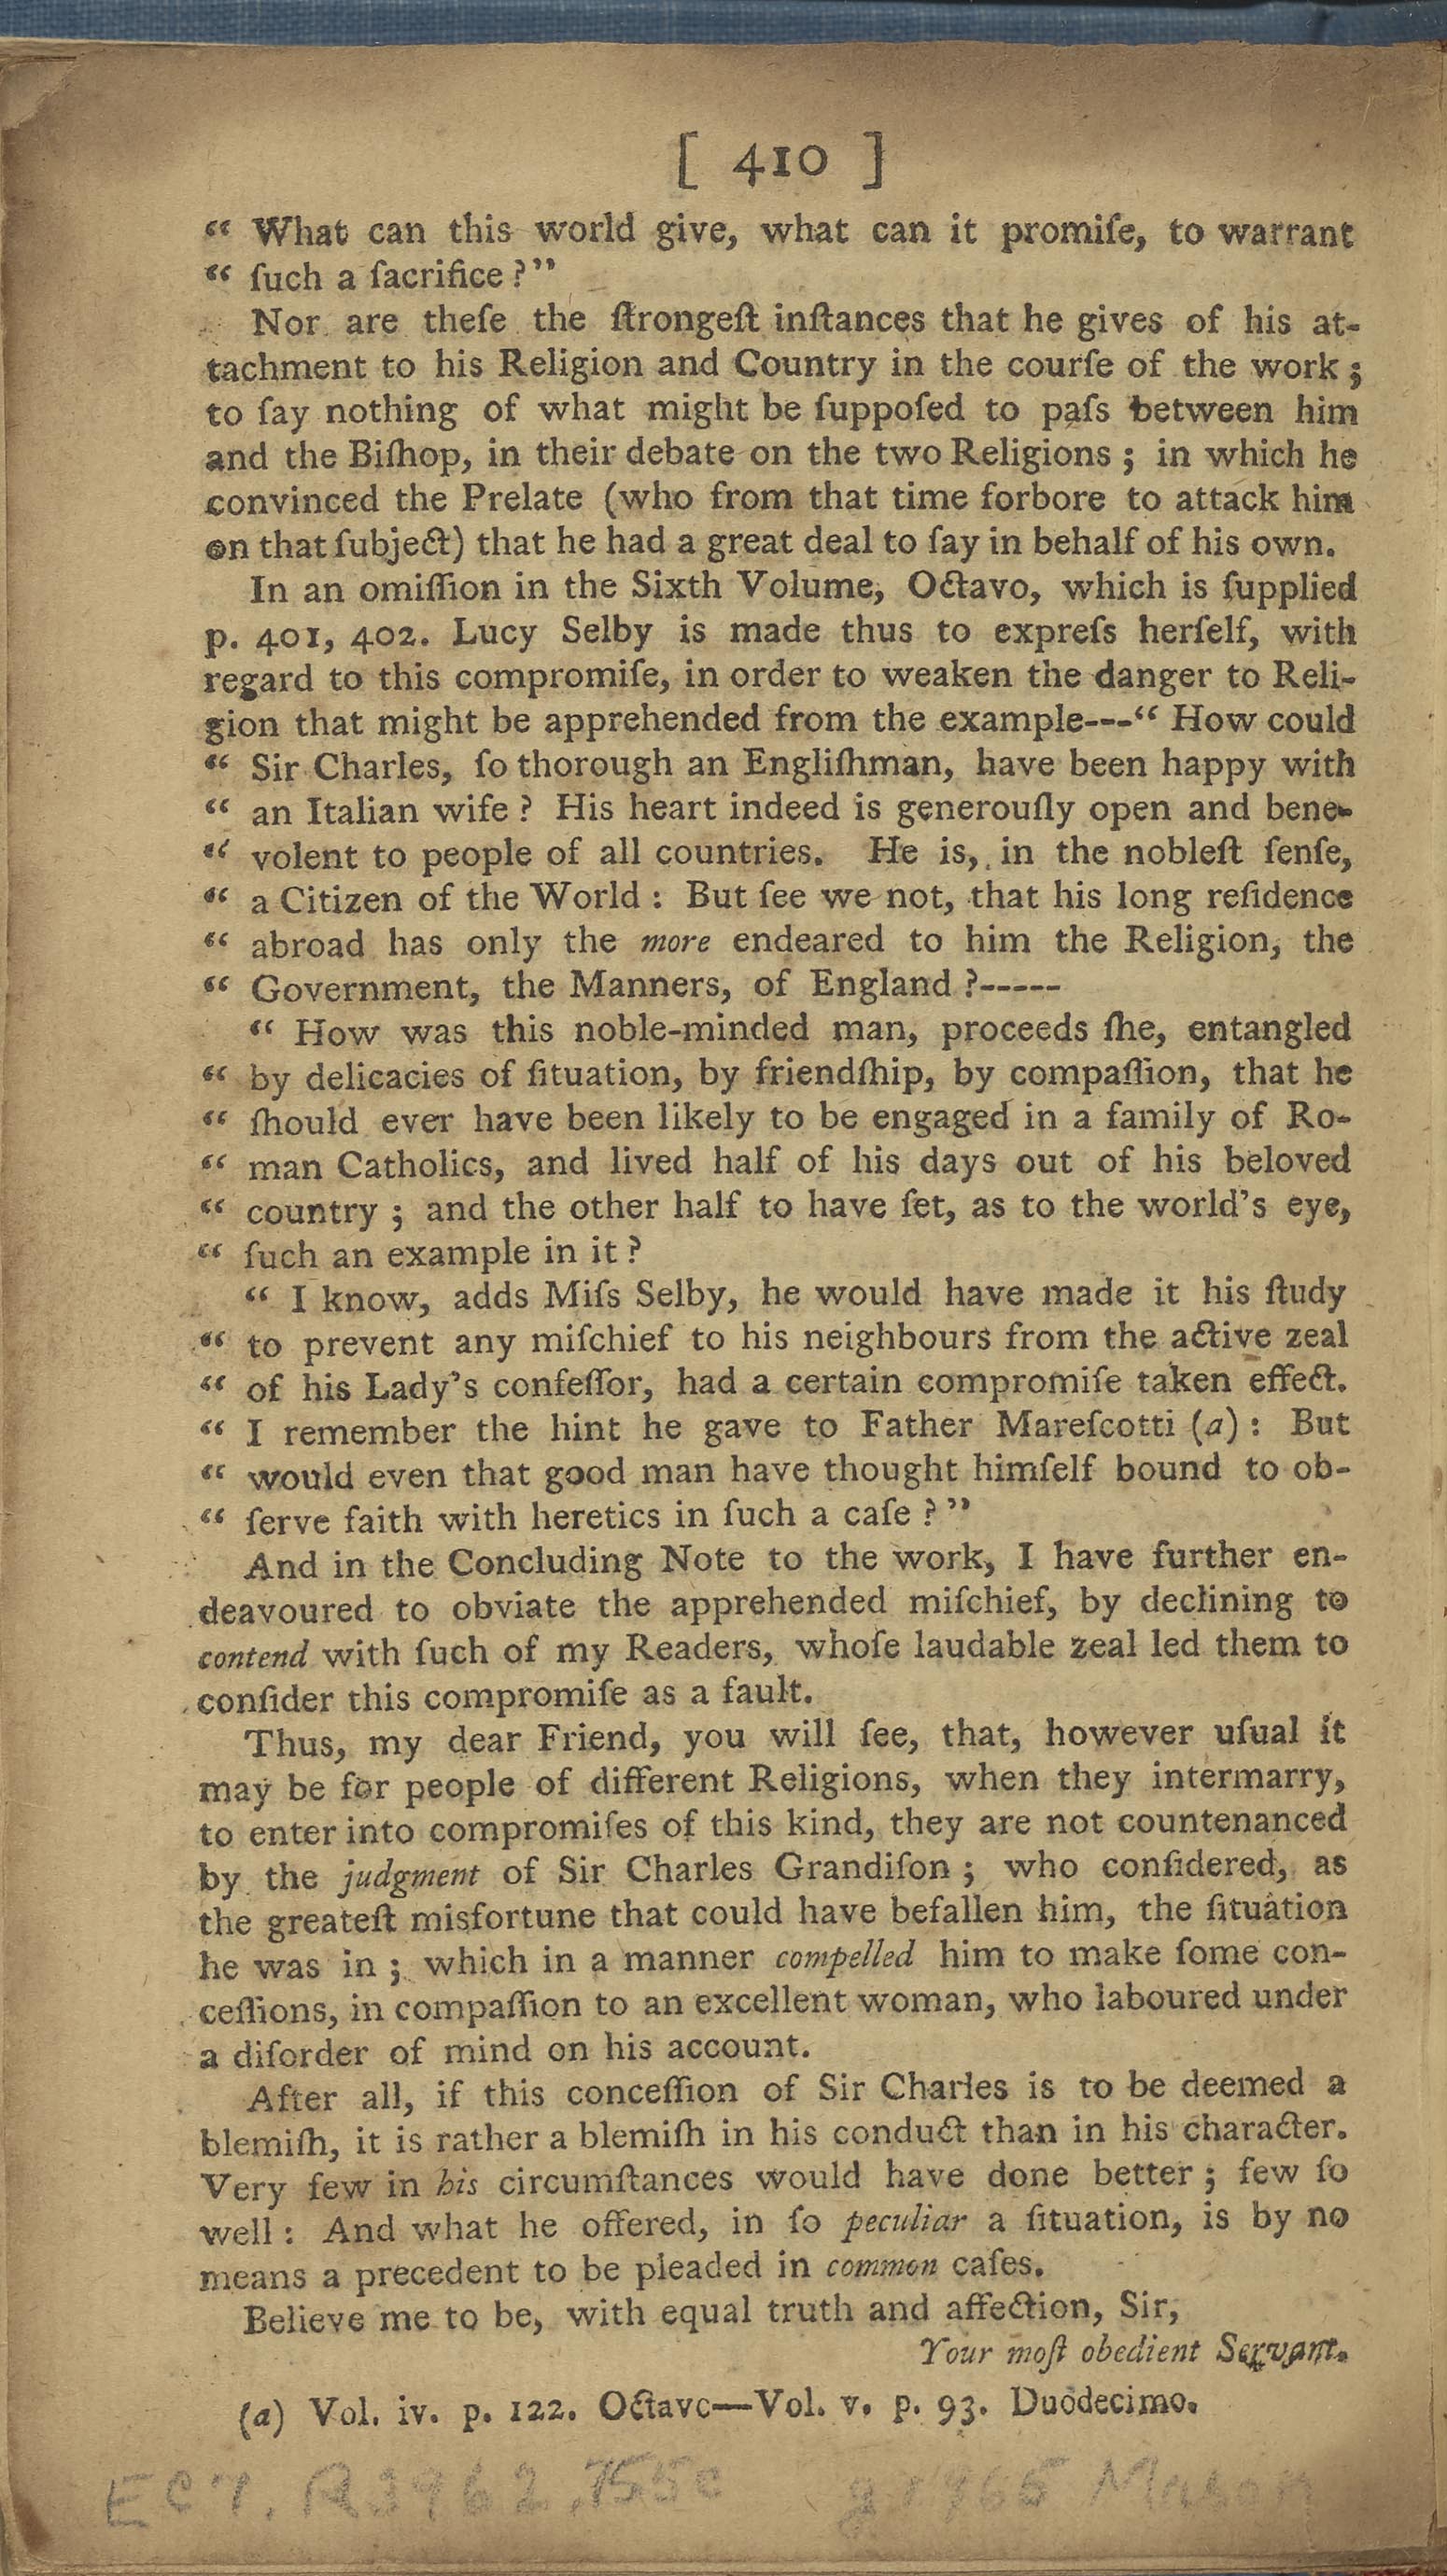 [ 410 ]
“ What can this world give, what can it promiſe, to warrant
“ ſuch a ſacrifice ?”
Nor are theſe the ſtrongeſt inſtances that he gives of his at-
tachment to his Religion and Country in the courſe of the work ;
to ſay nothing of what might be ſuppoſed to paſs between him
and the Biſhop, in their debate on the two Religions ; in which he
convinced the Prelate (who from that time forbore to attack him
on that ſubject) that he had a great deal to ſay in behalf of his own.
In an omiſſion in the Sixth Volume, Octavo, which is ſupplied
p. 401, 402. Lucy Selby is made thus to expreſs herſelf, with
regard to this compromiſe, in order to weaken the danger to Reli-
gion that might be apprehended from the example---“ How could
“ Sir Charles, ſo thorough an Engliſhman, have been happy with
“ an Italian wife ? His heart indeed is generouſly open and bene-
“ volent to people of all countries. He is, in the nobleſt ſenſe,
“ a Citizen of the World : But ſee we not, that his long reſidence
“ abroad has only the more endeared to him the Religion, the
“ Government, the Manners, of England ?-----
“ How was this noble-minded man, proceeds ſhe, entangled
“ by delicacies of ſituation, by friendſhip, by compaſſion, that he
“ ſhould ever have been likely to be engaged in a family of Ro-
“ man Catholics, and lived half of his days out of his beloved
“ country ; and the other half to have ſet, as to the world's eye,
“ ſuch an example in it ?
“ I know, adds Miſs Selby, he would have made it his ſtudy
“ to prevent any miſchief to his neighbours from the active zeal
“ of his Lady's confeſſor, had a certain compromiſe taken effect.
“ I remember the hint he gave to Father Mareſcotti (a) : But
“ would even that good man have thought himſelf bound to ob-
“ ſerve faith with heretics in ſuch a caſe ?”
And in the Concluding Note to the work, I have further en-
deavoured to obviate the apprehended miſchief, by declining to
contend with ſuch of my Readers, whoſe laudable zeal led them to
conſider this compromiſe as a fault.
Thus, my dear Friend, you will ſee, that, however uſual it
may be for people of different Religions, when they intermarry,
to enter into compromiſes of this kind, they are not countenanced
by the judgment of Sir Charles Grandiſon ; who conſidered, as
the greateſt misfortune that could have befallen him, the ſituation
he was in ; which in a manner compelled him to make ſome con-
ceſſions, in compaſſion to an excellent woman, who laboured under
a diſorder of mind on his account.
After all, if this conceſſion of Sir Charles is to be deemed a
blemiſh, it is rather a blemiſh in his conduct than in his character.
Very few in his circumſtances would have done better ; few ſo
well : And what he offered, in ſo peculiar a ſituation, is by no
means a precedent to be pleaded in common caſes.
Believe me to be, with equal truth and affection, Sir,
Your moſt obedient Servant.
(a) Vol. iv. p. 122. Octavo—Vol. v. p. 93. Duodecimo.
EC7. R3962.755c Mason